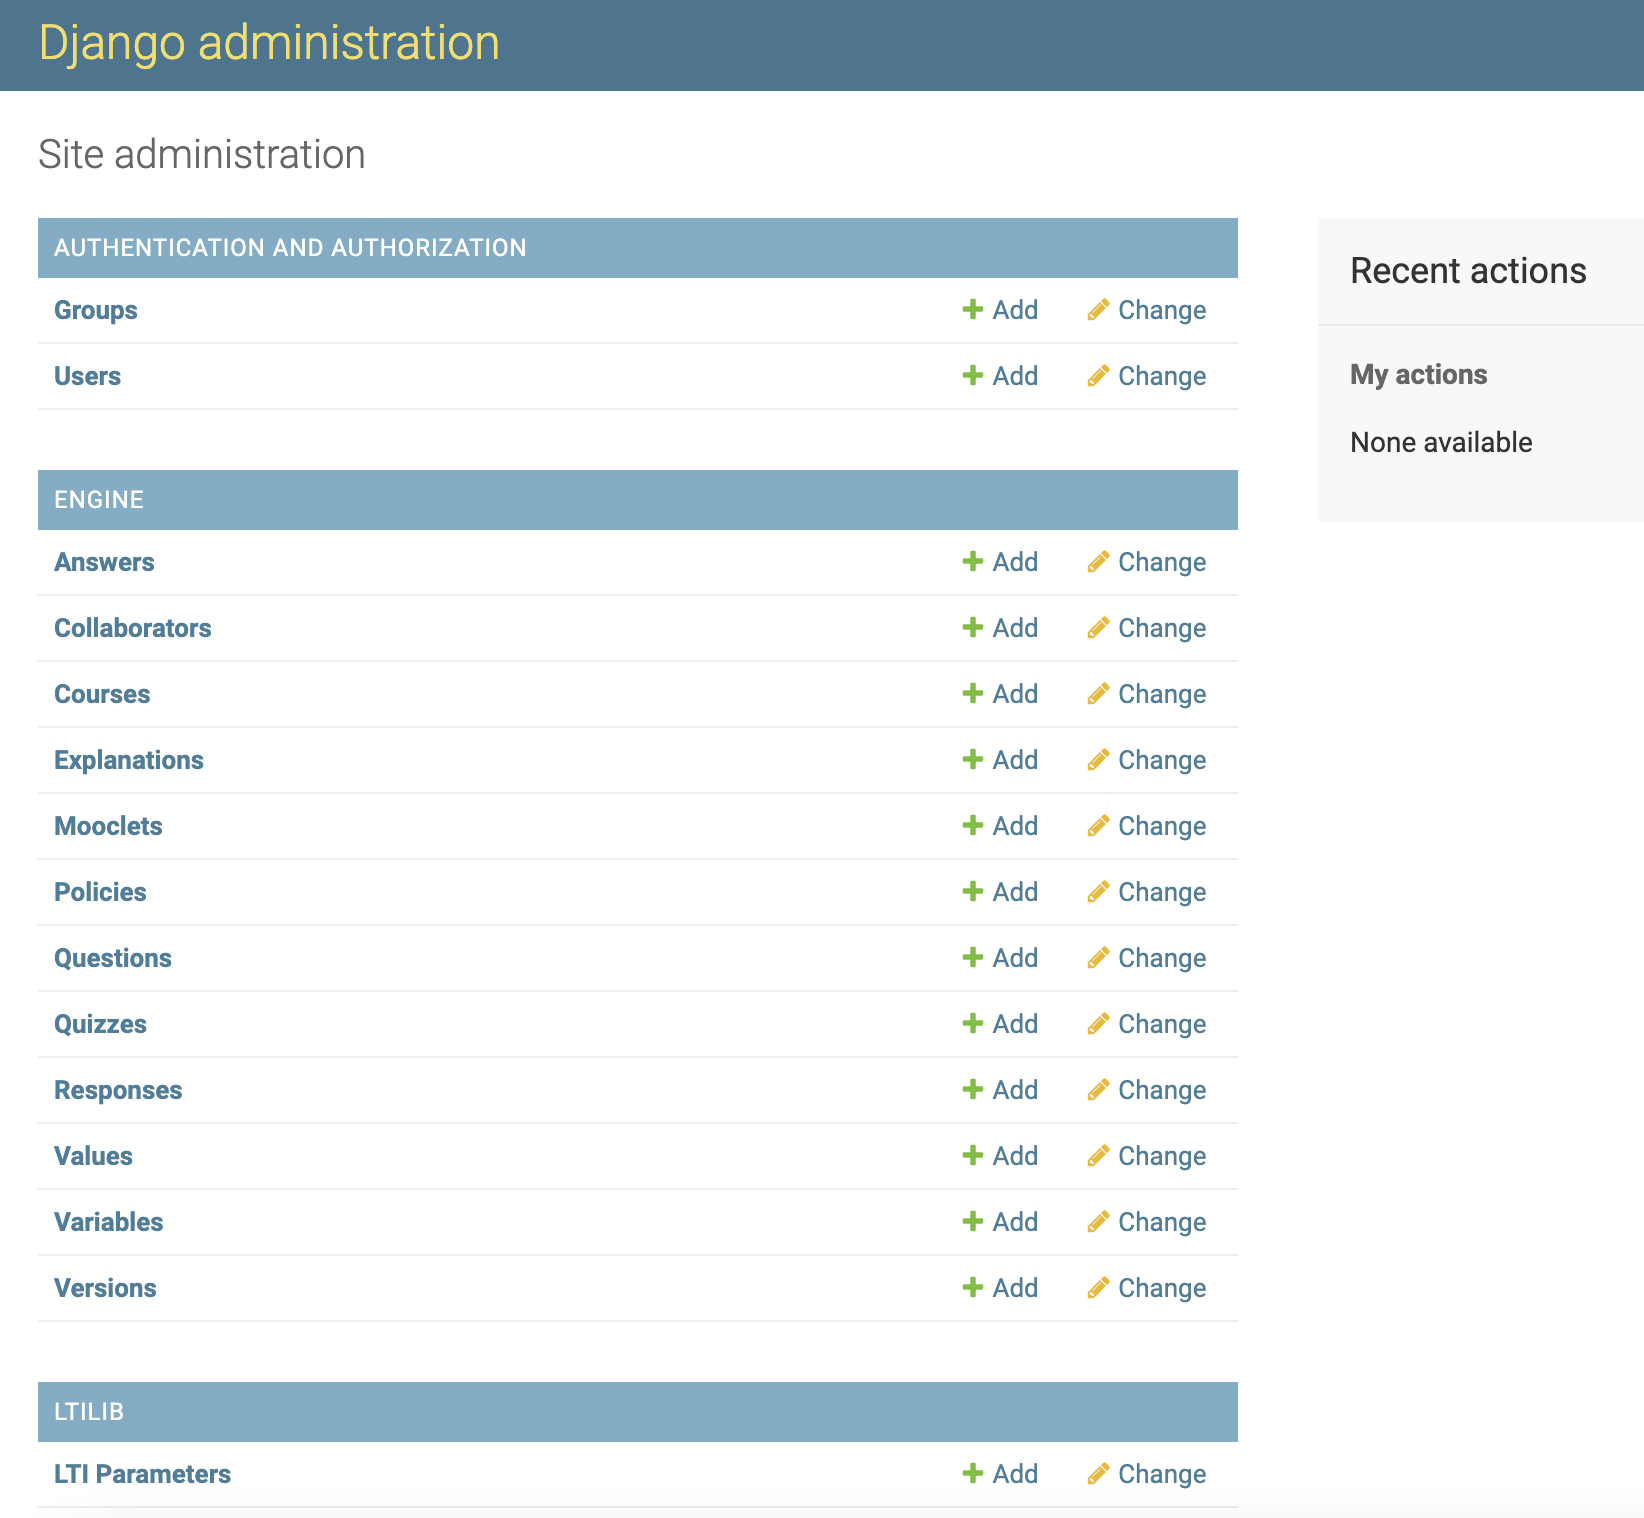 Django administration
Site administration
AUTHENTICATION AND AUTHORIZATION
Groups Add Change
Users Add Change
ENGINE
Answers Add Change
Collaborators Add Change
Courses Add Change
Explanations Add Change
Mooclets Add Change
Policies Add Change
Questions Add Change
Quizzes Add Change
Responses Add Change
Values Add Change
Variables Add Change
Versions Add Change
LTILIB
LTI Parameters Add Change
Recent actions
My actions
None available